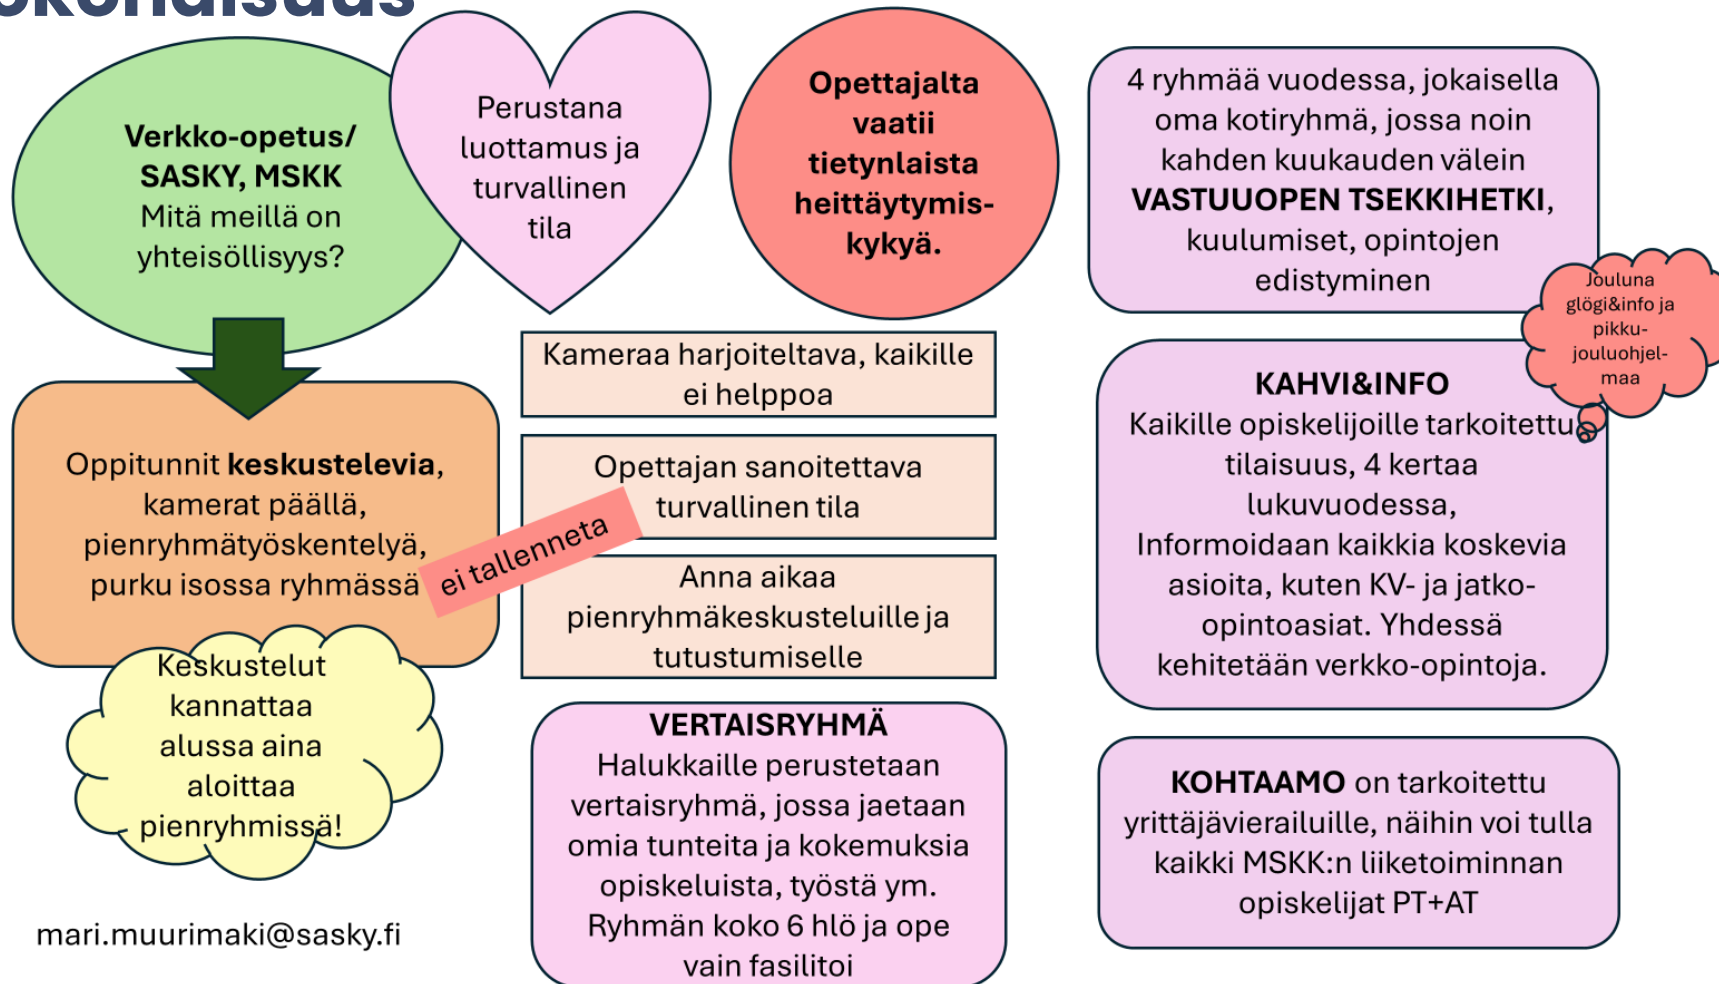 Verkko-opetus/
SASKY, MSKK
Mitä meillä on
yhteisöllisyys?
Perustana
luottamus ja
turvallinen
tila
Opettajalta
vaatii
tietynlaista
heittäytymis-
kykyä.
4 ryhmää vuodessa, jokaisella
oma kotiryhmä, jossa noin
kahden kuukauden välein
VASTUUOPEN TSEKKIHETKI,
kuulumiset, opintojen
edistyminen
Jouluna
glögi&info ja
pikku-
jouluohjel-
maa
Oppitunnit keskustelevia,
kamerat päällä,
pienryhmätyöskentelyä,
purku isossa ryhmässä
ei tallenneta
Kameraa harjoiteltava, kaikille
ei helppoa
Opettajan sanoitettava
turvallinen tila
Anna aikaa
pienryhmäkeskusteluille ja
tutustumiselle
KAHVI&INFO
Kaikille opiskelijoille tarkoitettu
tilaisuus, 4 kertaa
lukuvuodessa,
Informoidaan kaikkia koskevia
asioita, kuten KV- ja jatko-
opintoasiat. Yhdessä
kehitetään verkko-opintoja.
Keskustelut
kannattaa
alussa aina
aloittaa
pienryhmissä!
VERTAISRYHMÄ
Halukkaille perustetaan
vertaisryhmä, jossa jaetaan
omia tunteita ja kokemuksia
opiskeluista, työstä ym.
Ryhmän koko 6 hlö ja ope
vain fasilitoi
KOHTAAMO on tarkoitettu
yrittäjävierailuille, näihin voi tulla
kaikki MSKK:n liiketoiminnan
opiskelijat PT+AT
mari.muurimaki@sasky.fi